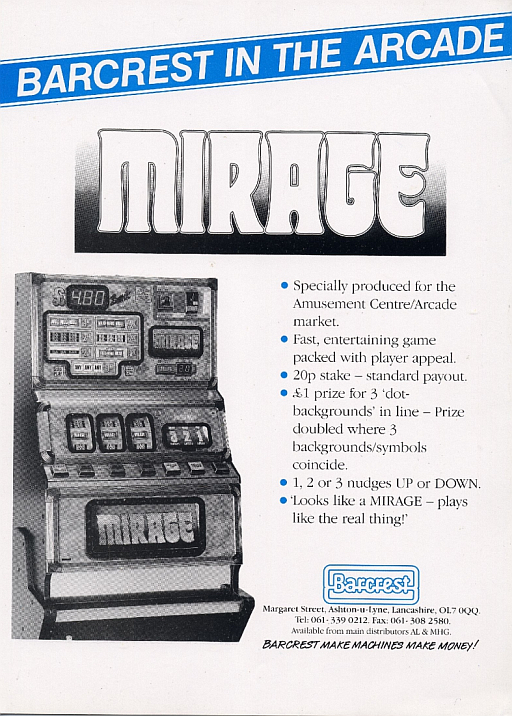 BARCREST IN THE ARCADE
MIRAGE
£4.80
MIRAGE
321
MIRAGE
• Specially produced for the
Amusement Centre/Arcade
market.
• Fast, entertaining game
packed with player appeal.
• 20p stake – standard payout.
• £1 prize for 3 ‘dot-
backgrounds’ in line – Prize
doubled where 3
backgrounds/symbols
coincide.
• 1, 2 or 3 nudges UP or DOWN.
• ‘Looks like a MIRAGE – plays
like the real thing!’
Barcrest
Margaret Street, Ashton-u-Lyne, Lancashire, OL7 0QQ.
Tel: 061-339 0212. Fax: 061-308 2580.
Available from main distributors AL & MHG.
BARCREST MAKE MACHINES MAKE MONEY!